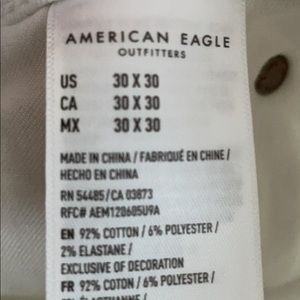 AMERICAN EAGLE
OUTFITTERS
US 30 X 30
CA 30 X 30
MX 30 X 30
MADE IN CHINA / FABRIQUÉ EN CHINE /
HECHO EN CHINA
RN 54485/CA 03873
RFC# AEM120605U9A
EN 92% COTTON / 6% POLYESTER /
2% ELASTANE /
EXCLUSIVE OF DECORATION
FR 92% COTON / 6% POLYESTER /